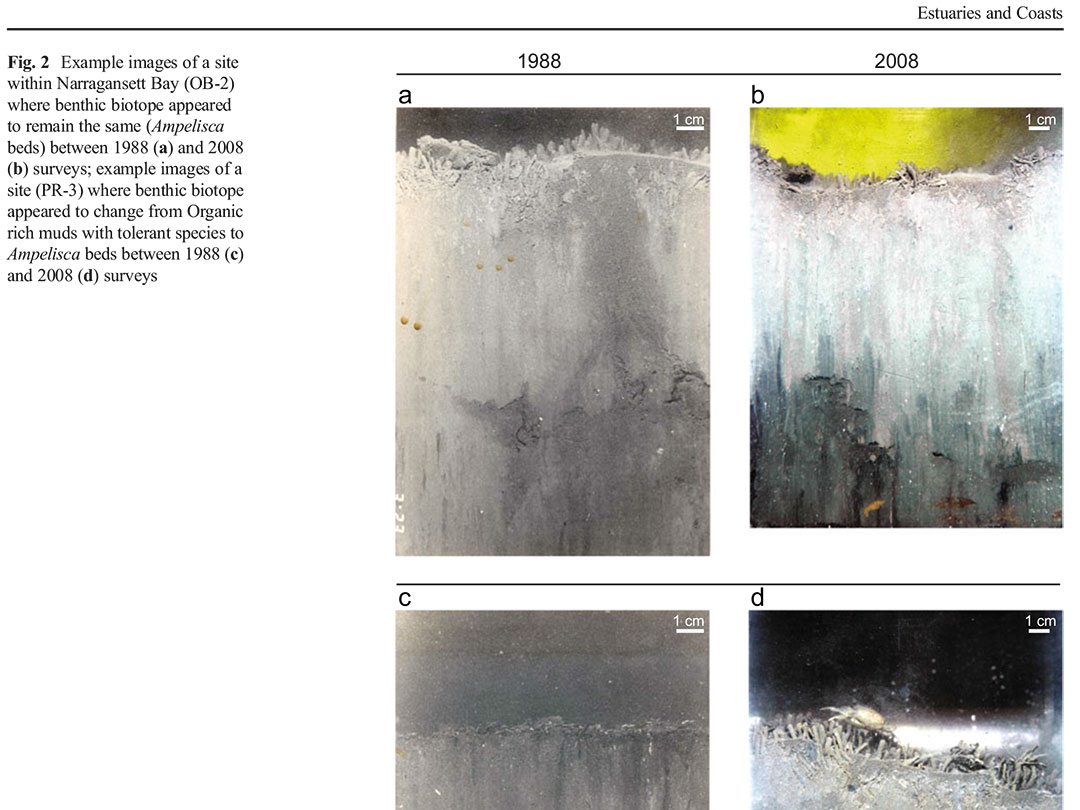 Estuaries and Coasts
Fig. 2 Example images of a site
within Narragansett Bay (OB-2)
where benthic biotope appeared
to remain the same (Ampelisca
beds) between 1988 (a) and 2008
(b) surveys; example images of a
site (PR-3) where benthic biotope
appeared to change from Organic
rich muds with tolerant species to
Ampelisca beds between 1988 (c)
and 2008 (d) surveys
1988
2008
a
1 cm
b
1 cm
c
1 cm
d
1 cm